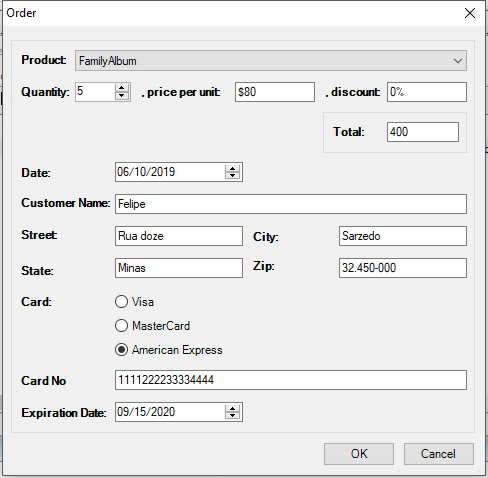 Order
Product: FamilyAlbum
Quantity: 5 , price per unit: $80 , discount: 0%
Total: 400
Date: 06/10/2019
Customer Name: Felipe
Street: Rua doze City: Sarzedo
State: Minas Zip: 32.450-000
Card: Visa
MasterCard
American Express
Card No 1111222233334444
Expiration Date: 09/15/2020
OK Cancel